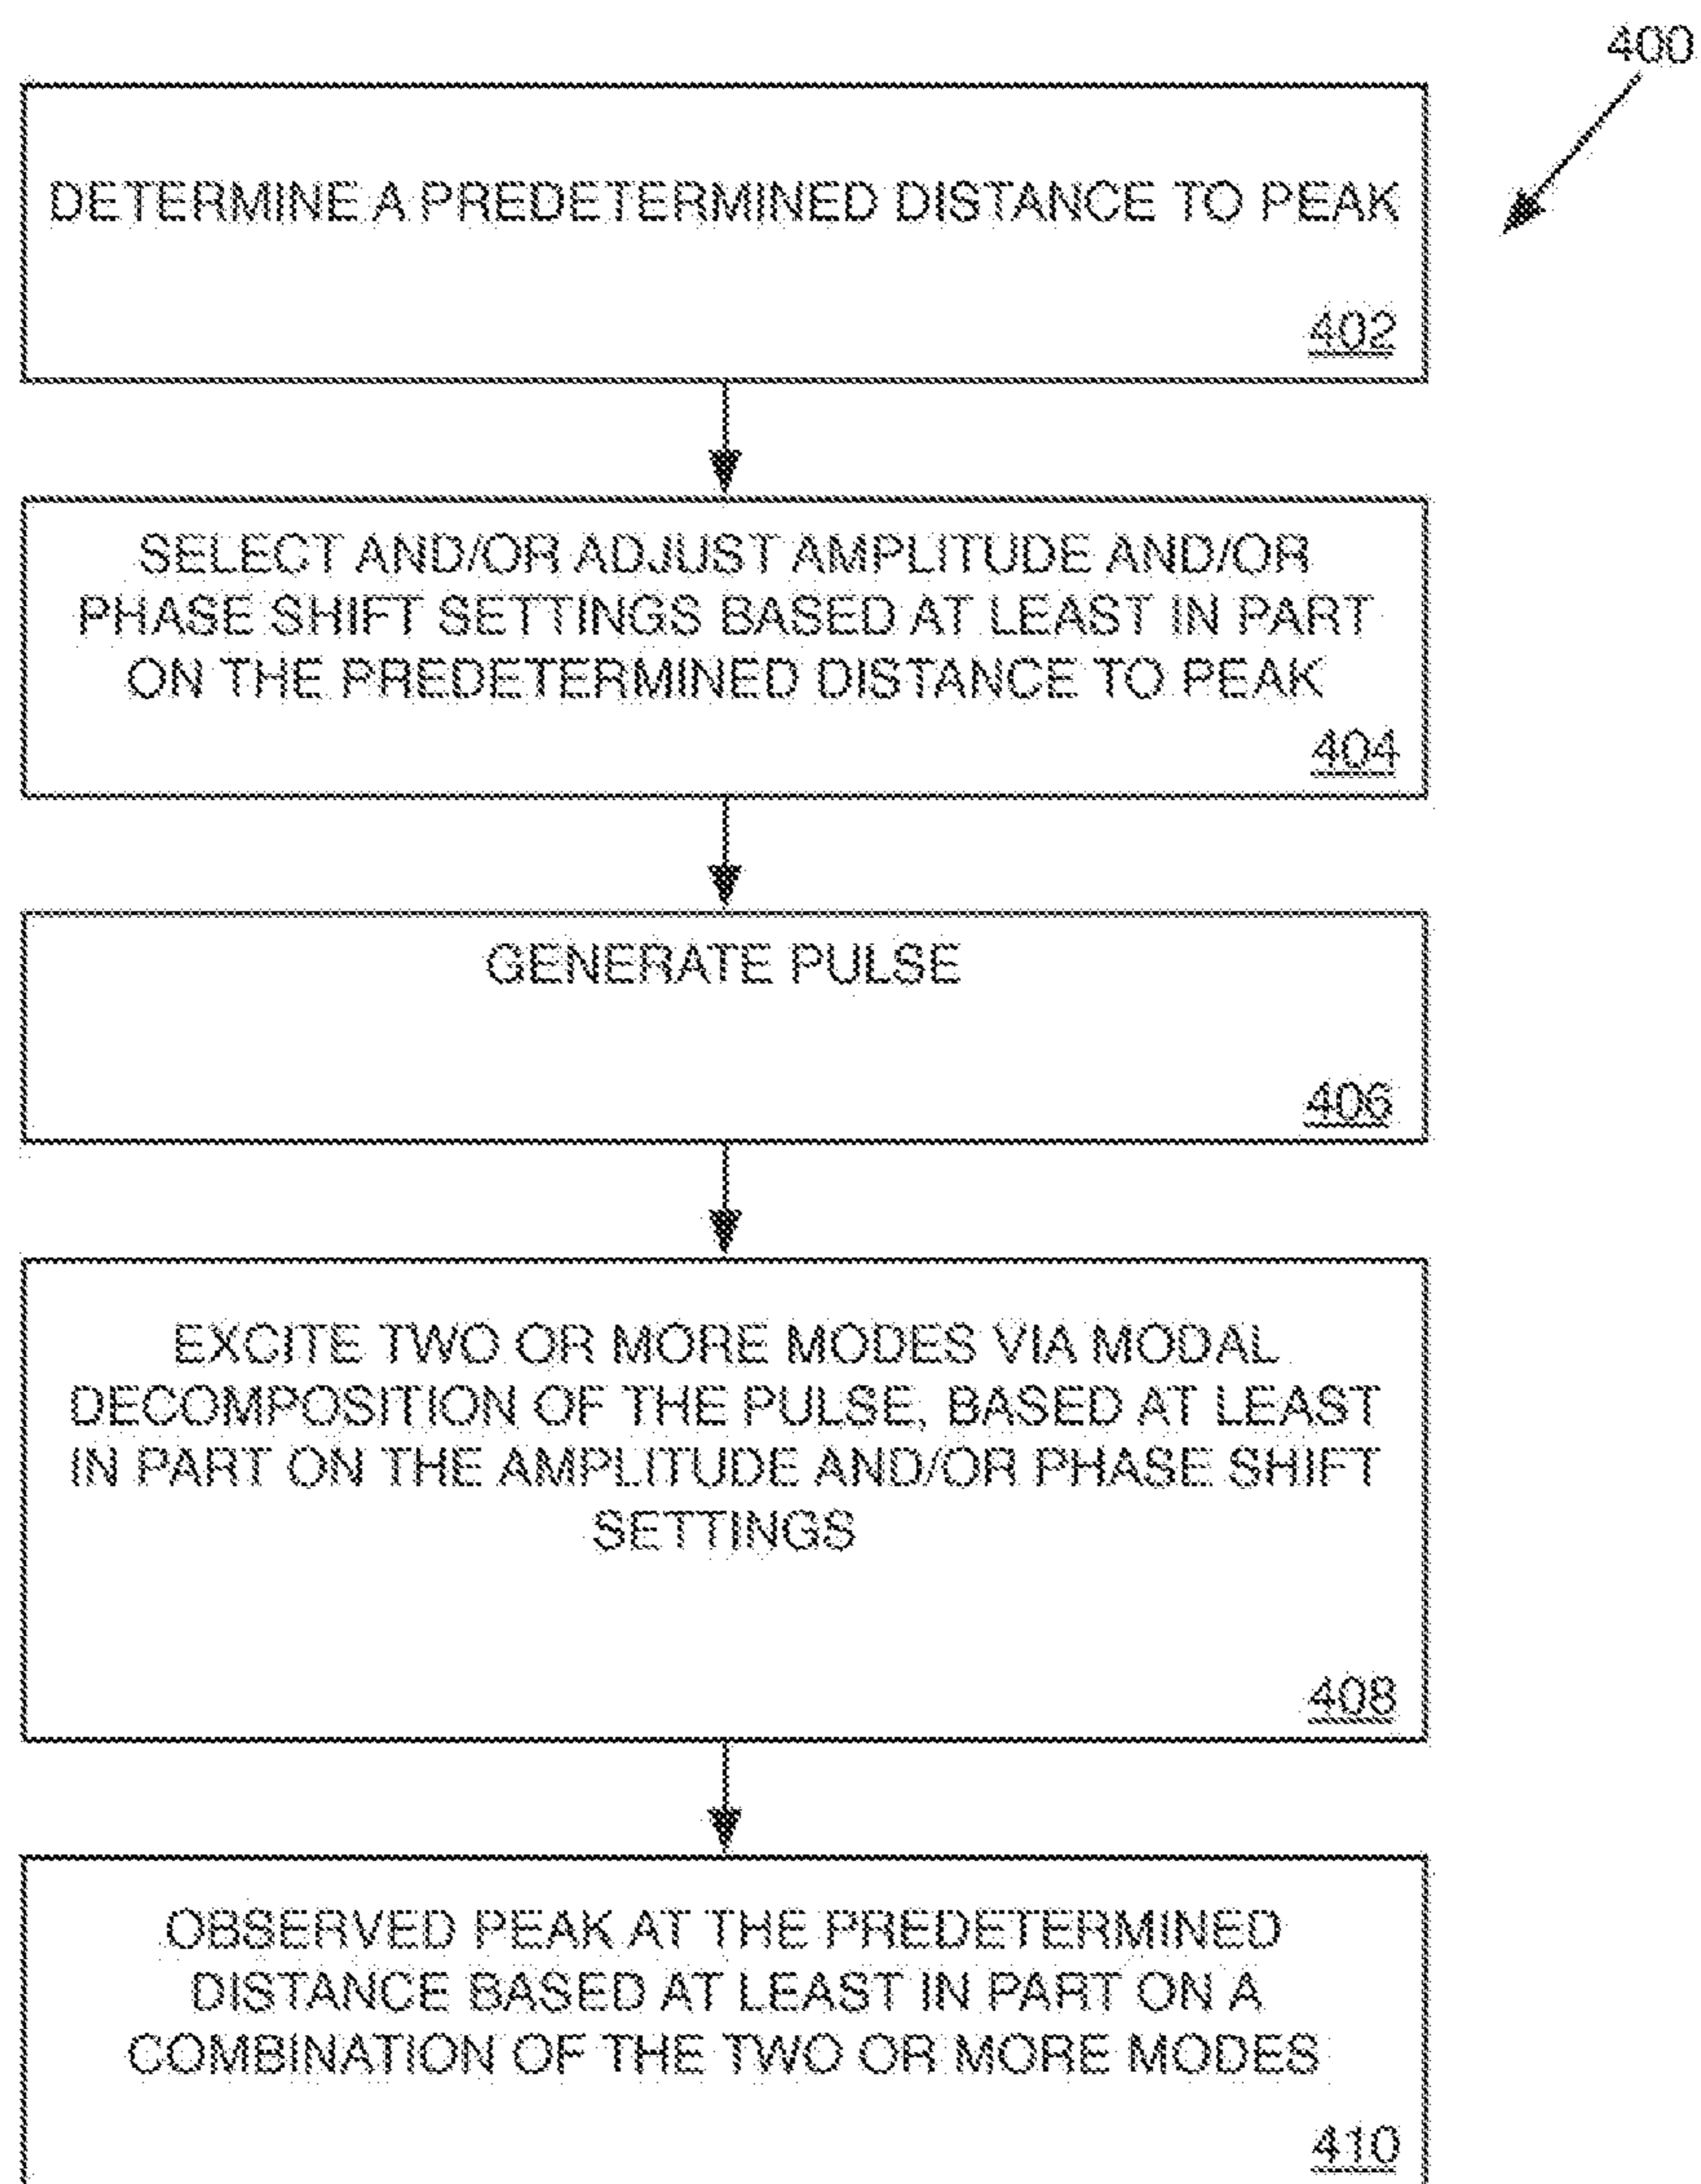 400
DETERMINE A PREDETERMINED DISTANCE TO PEAK
402
SELECT AND/OR ADJUST AMPLITUDE AND/OR
PHASE SHIFT SETTINGS BASED AT LEAST IN PART
ON THE PREDETERMINED DISTANCE TO PEAK
404
GENERATE PULSE
406
EXCITE TWO OR MORE MODES VIA MODAL
DECOMPOSITION OF THE PULSE, BASED AT LEAST
IN PART ON THE AMPLITUDE AND/OR PHASE SHIFT
SETTINGS
408
OBSERVED PEAK AT THE PREDETERMINED
DISTANCE BASED AT LEAST IN PART ON A
COMBINATION OF THE TWO OR MORE MODES
410